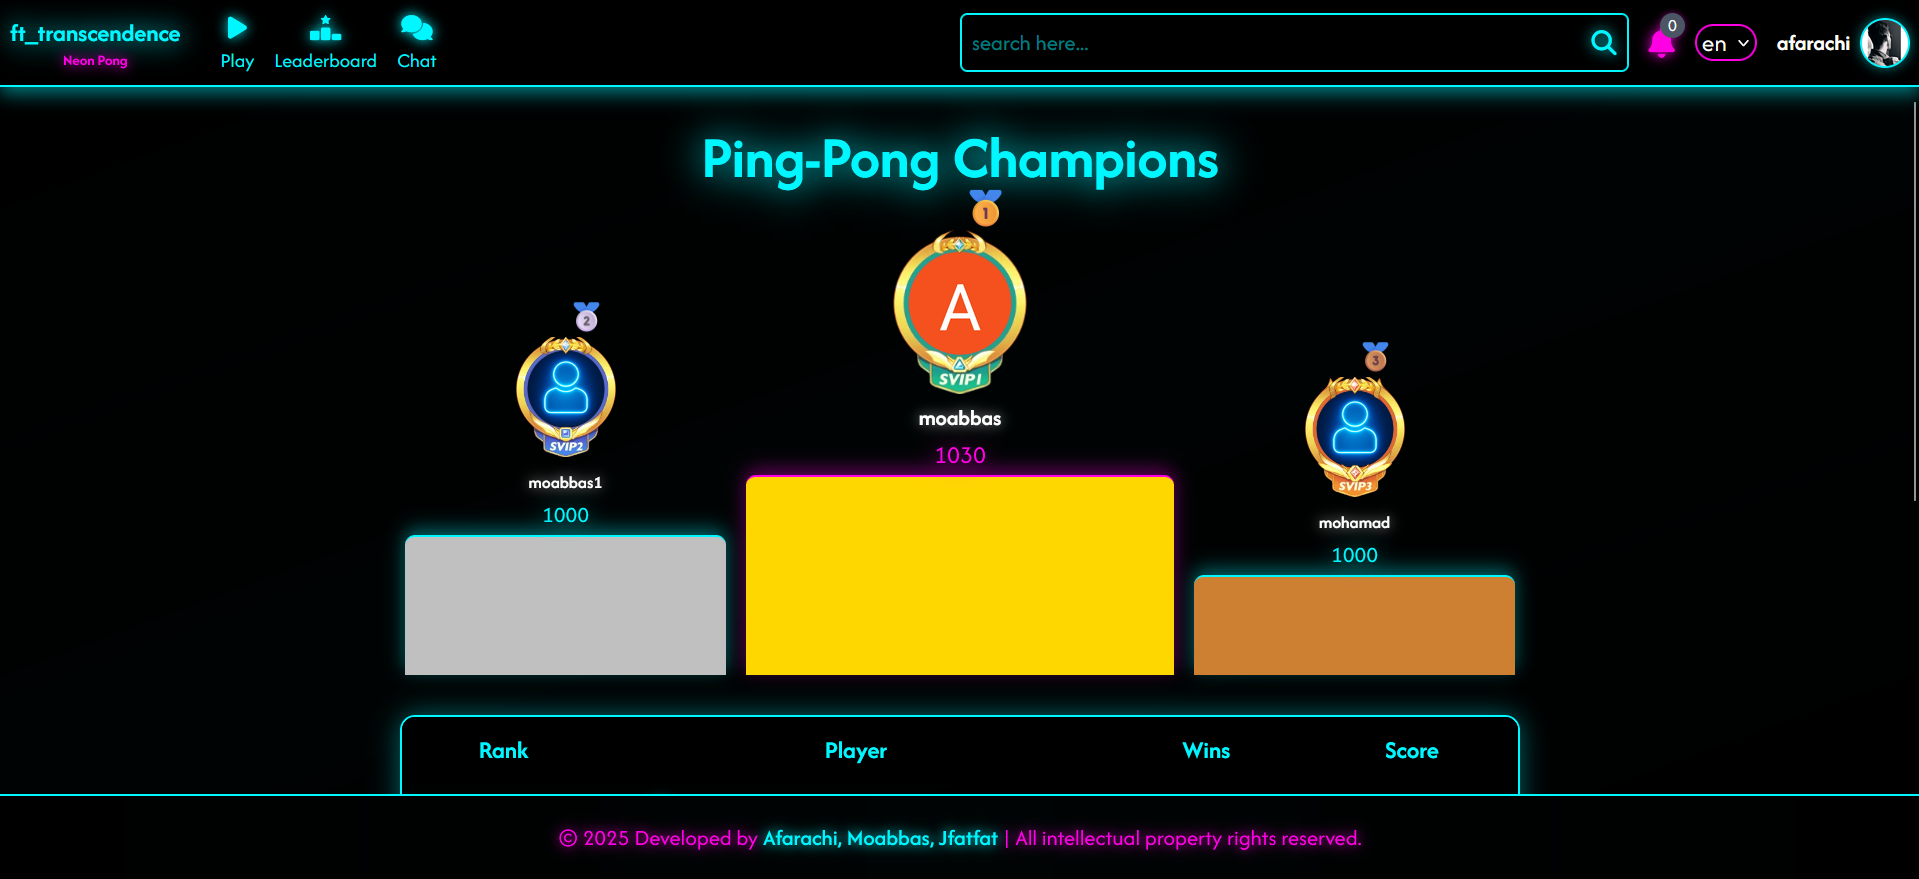 ft_transcendence
Neon Pong
Play
Leaderboard
Chat
search here...
0
en
afarachi
Ping-Pong Champions
1
A
SVIP1
moabbas
1030
2
SVIP2
moabbas1
1000
3
SVIP3
mohamad
1000
Rank Player Wins Score
© 2025 Developed by Afarachi, Moabbas, Jfatfat | All intellectual property rights reserved.